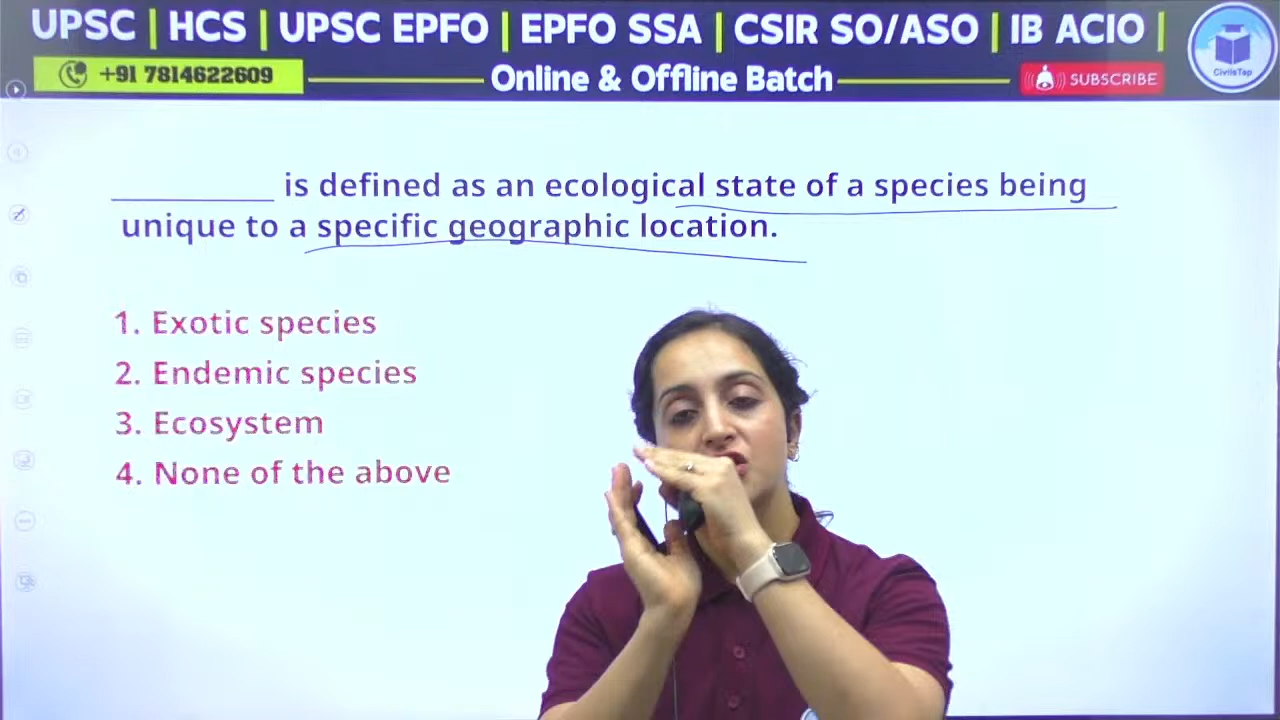 UPSC | HCS | UPSC EPFO | EPFO SSA | CSIR SO/ASO | IB ACIO |
+91 7814622609
Online & Offline Batch
SUBSCRIBE
CivilsTap
__________ is defined as an ecological state of a species being
unique to a specific geographic location.
1. Exotic species
2. Endemic species
3. Ecosystem
4. None of the above